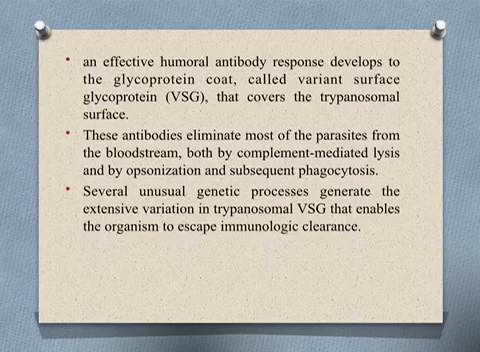 • an effective humoral antibody response develops to
the glycoprotein coat, called variant surface
glycoprotein (VSG), that covers the trypanosomal
surface.
• These antibodies eliminate most of the parasites from
the bloodstream, both by complement-mediated lysis
and by opsonization and subsequent phagocytosis.
• Several unusual genetic processes generate the
extensive variation in trypanosomal VSG that enables
the organism to escape immunologic clearance.